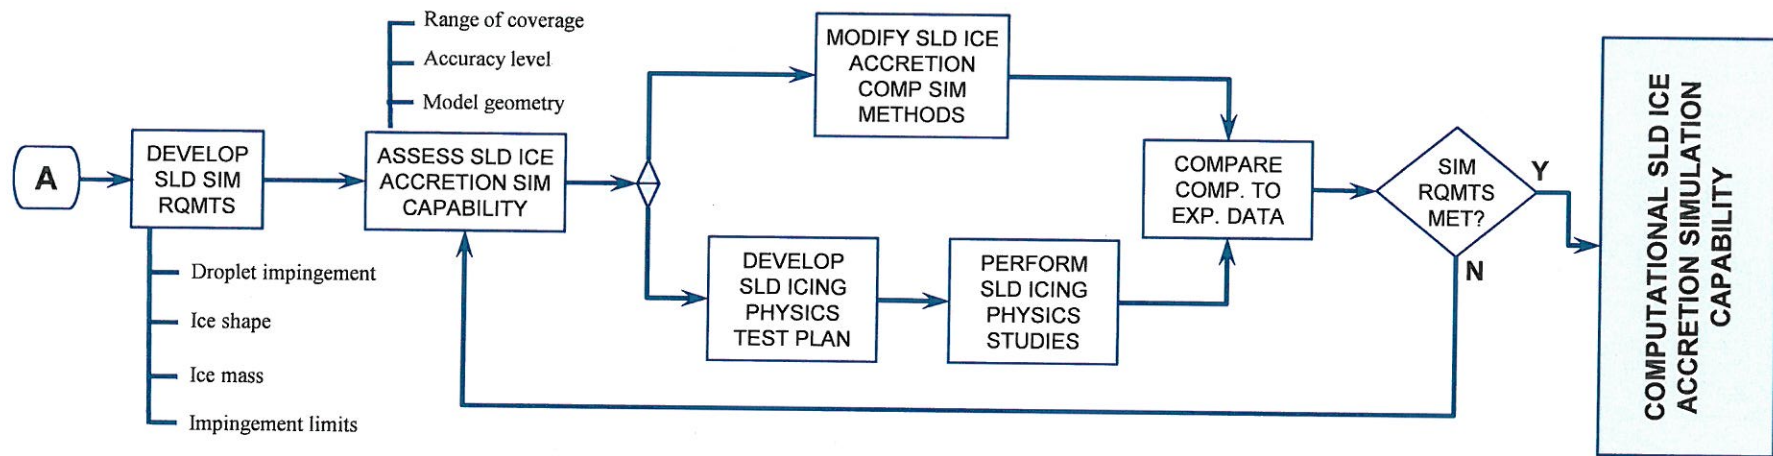 Range of coverage
Accuracy level
Model geometry
A
DEVELOP
SLD SIM
RQMTS
Droplet impingement
Ice shape
Ice mass
Impingement limits
ASSESS SLD ICE
ACCRETION SIM
CAPABILITY
MODIFY SLD ICE
ACCRETION
COMP SIM
METHODS
DEVELOP
SLD ICING
PHYSICS
TEST PLAN
PERFORM
SLD ICING
PHYSICS
STUDIES
COMPARE
COMP. TO
EXP. DATA
SIM
RQMTS
MET?
Y
N
COMPUTATIONAL SLD ICE
ACCRETION SIMULATION
CAPABILITY